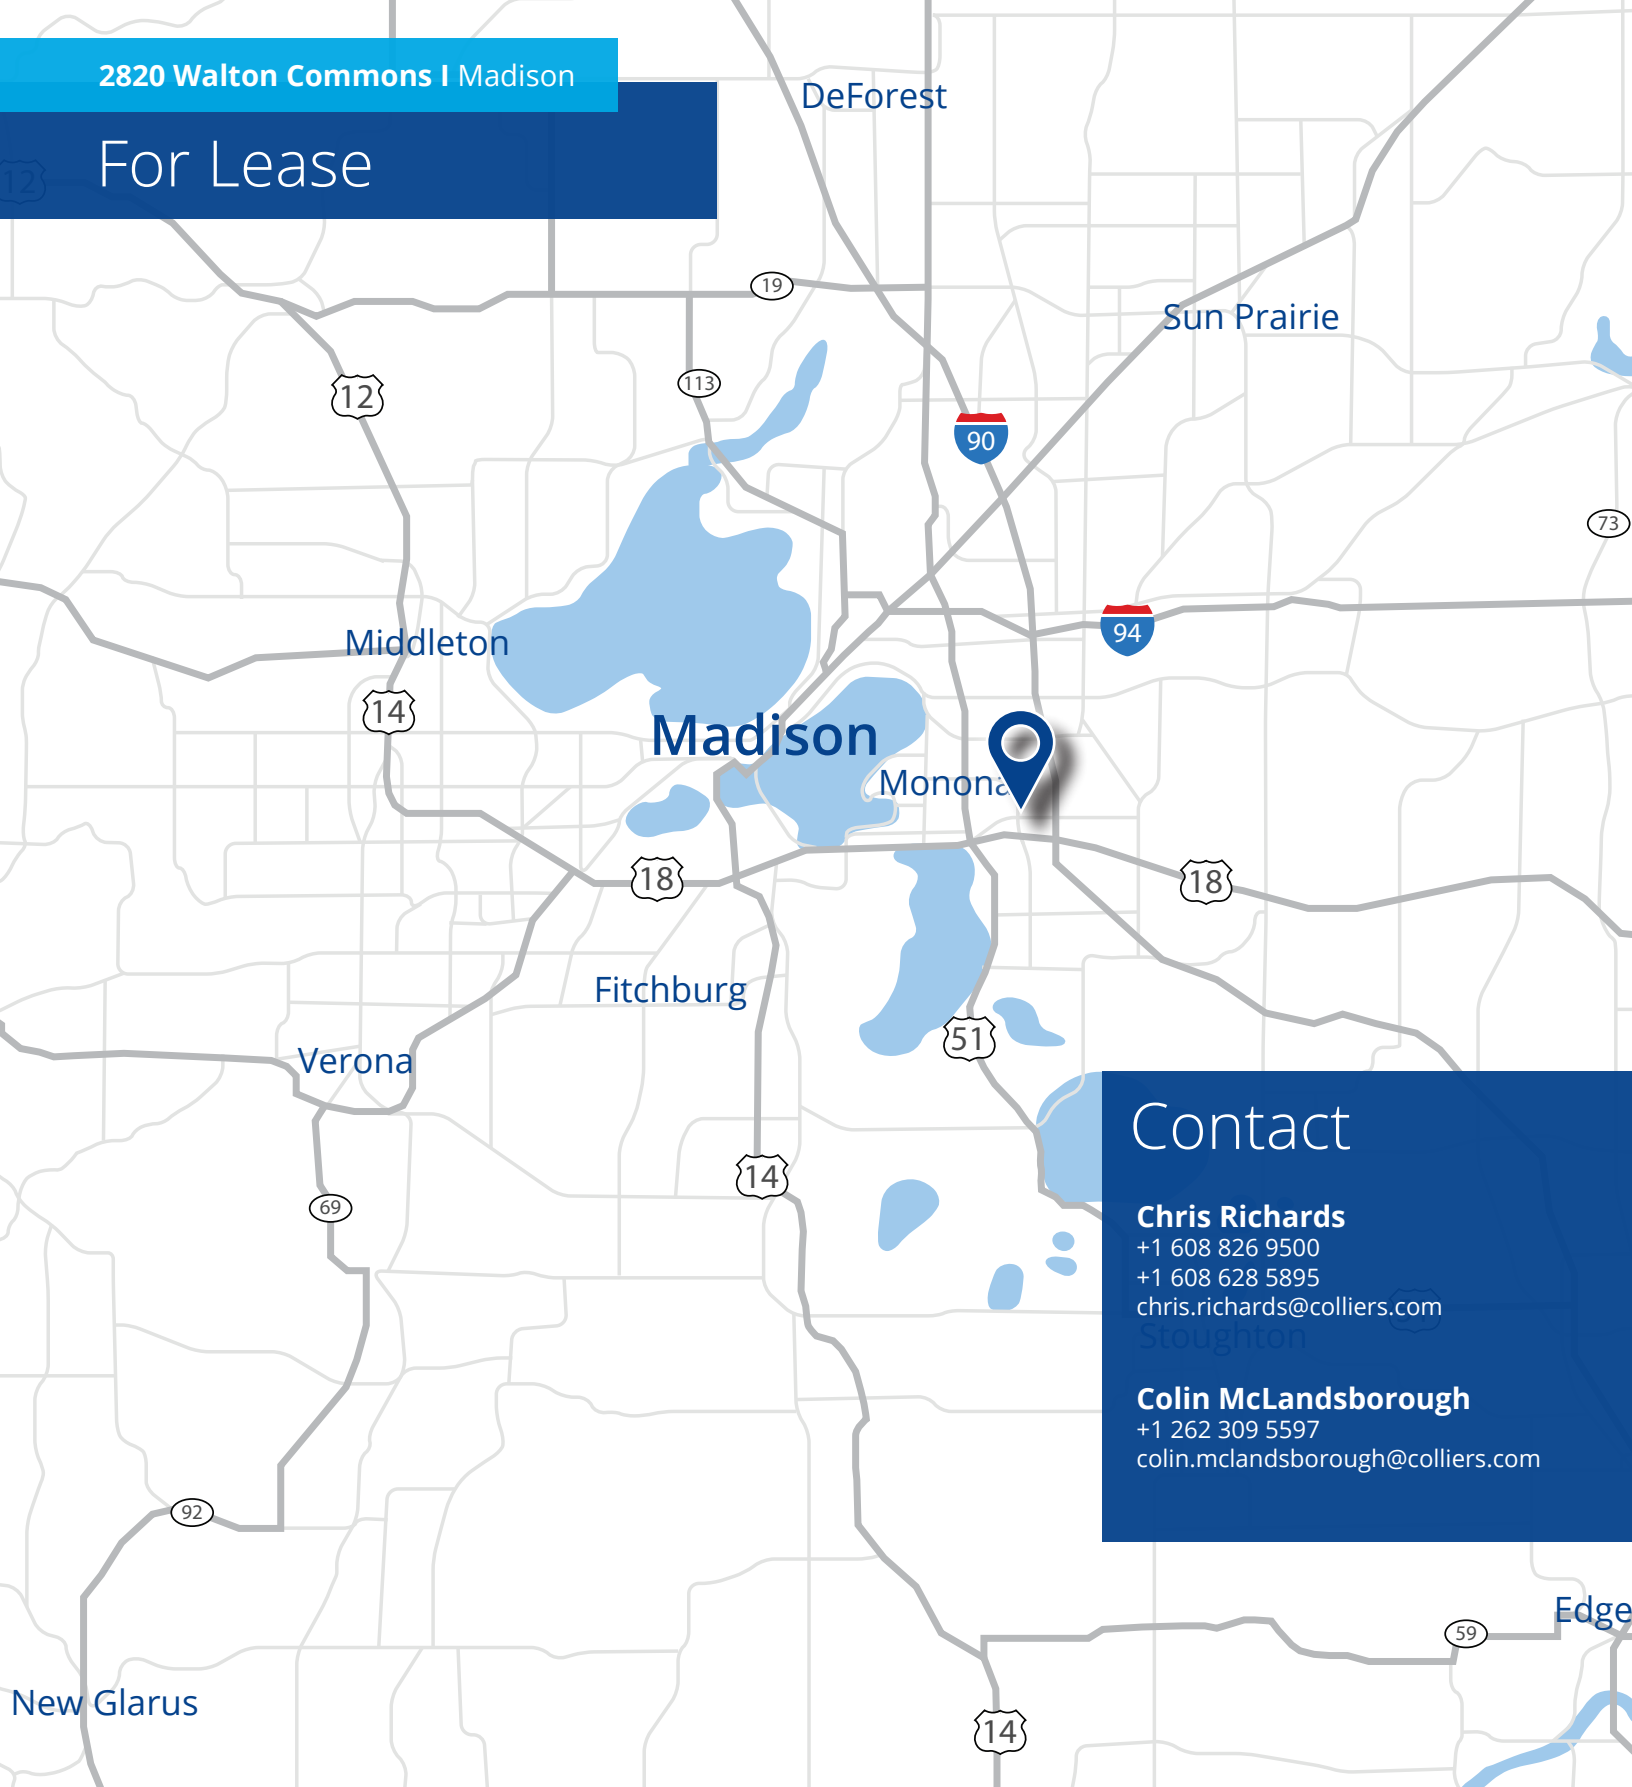 2820 Walton Commons I Madison
For Lease
12
DeForest
19
Sun Prairie
12
113
90
73
94
Middleton
14
Madison
Monona
18
18
Fitchburg
51
Verona
Contact
14
69
Chris Richards
+1 608 826 9500
+1 608 628 5895
chris.richards@colliers.com
51
Stoughton
Colin McLandsborough
+1 262 309 5597
colin.mclandsborough@colliers.com
92
Edge
59
New Glarus
14